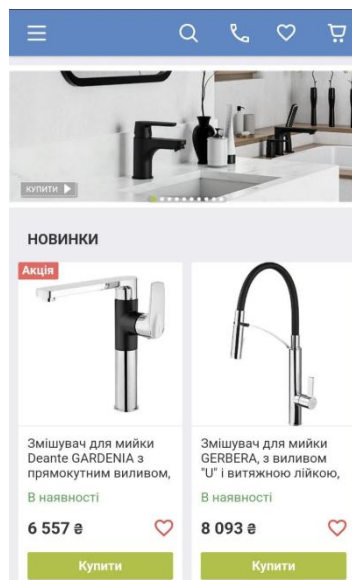 КУПИТИ
НОВИНКИ
Акція
Змішувач для мийки
Deante GARDENIA з
прямокутним виливом,
В наявності
6 557 ₴
Купити
Змішувач для мийки
GERBERA, з виливом
"U" і витяжною лійкою,
В наявності
8 093 ₴
Купити